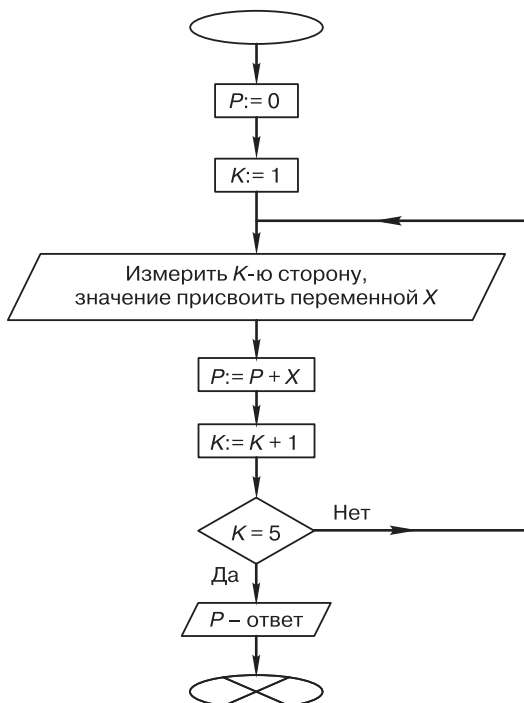 P:= 0
K:= 1
Измерить K-ю сторону,
значение присвоить переменной X
P:= P + X
K:= K + 1
K = 5
Нет
Да
P – ответ